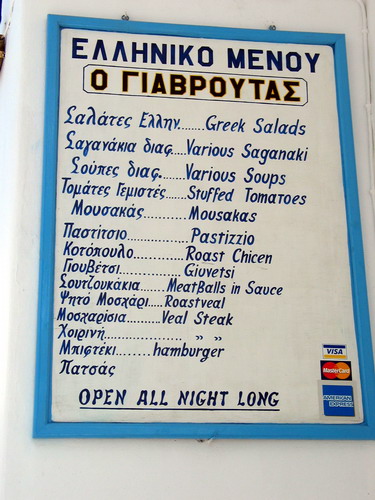 ΕΛΛΗΝΙΚΟ ΜΕΝΟΥ
Ο ΓΙΑΒΡΟΥΤΑΣ
Σαλάτες Ελλην.......Greek Salads
Σαγανάκια διαφ.....Various Saganaki
Σούπες διαφ.....Various Soups
Τομάτες Γεμιστές.....Stuffed Tomatoes
Μουσακάς..........Mousakas
Παστίτσιο..............Pastizzio
Κοτόπουλο............Roast Chicen
Γιουβέτσι.............Giuvetsi
Σουτζουκάκια......MeatBalls in Sauce
Ψητό Μοσχάρι....Roastveal
Μοσχαρίσια.........Veal Steak
Χοιρινή.................. „ „
Μπιφτέκι........hamburger
Πατσάς
OPEN ALL NIGHT LONG
VISA
MasterCard
AMERICAN EXPRESS